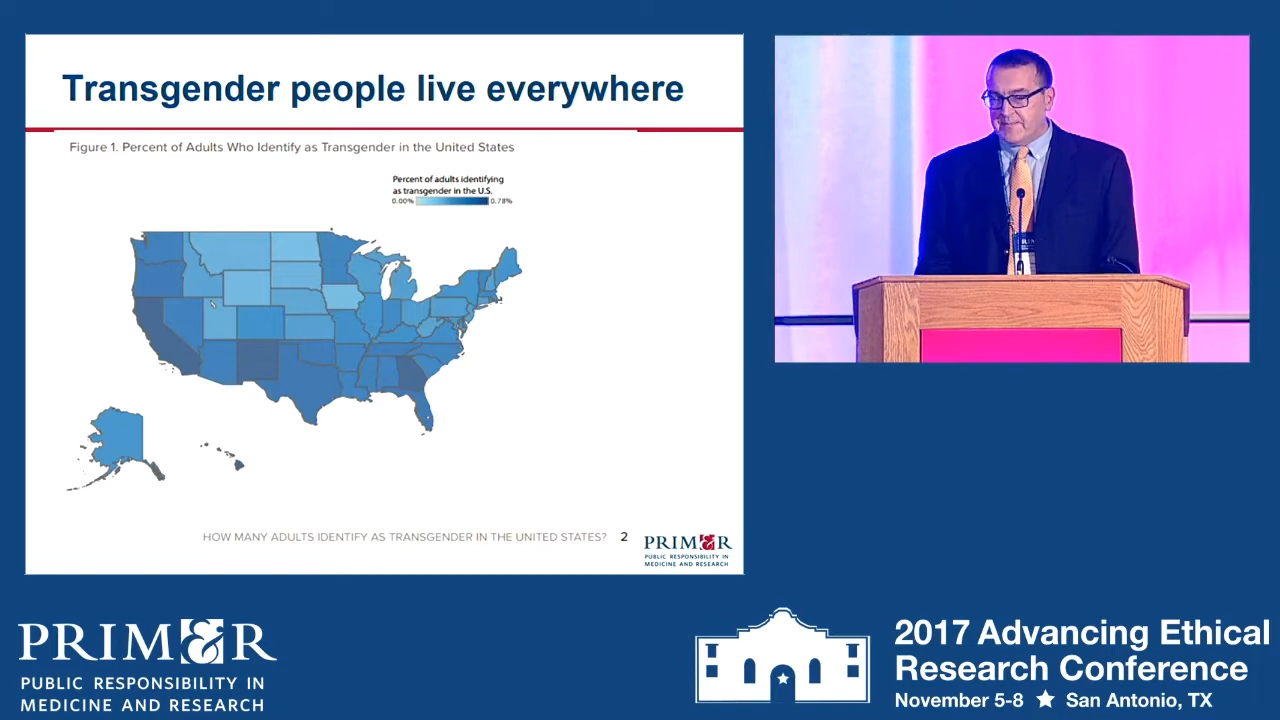 Transgender people live everywhere
Figure 1. Percent of Adults Who Identify as Transgender in the United States
Percent of adults identifying
as transgender in the U.S.
0.00% 0.78%
HOW MANY ADULTS IDENTIFY AS TRANSGENDER IN THE UNITED STATES? 2
PRIM&R
PUBLIC RESPONSIBILITY IN
MEDICINE AND RESEARCH
PRIM&R
PUBLIC RESPONSIBILITY IN
MEDICINE AND RESEARCH
2017 Advancing Ethical
Research Conference
November 5-8 ★ San Antonio, TX